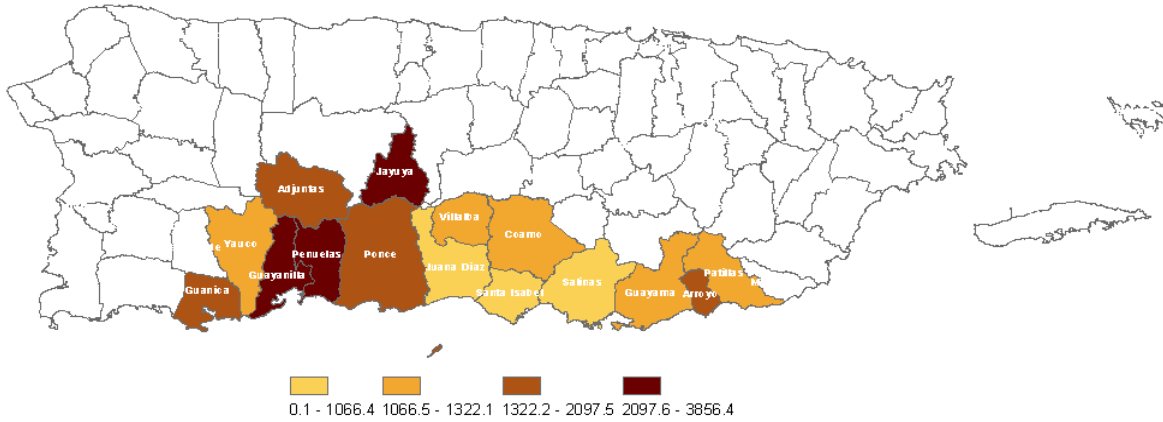 Jayuya
Adjuntas
Villalba
Coamo
Yauco
Penuelas
Ponce
Guayanilla
Juana Diaz
Patillas
Guanica
Santa Isabel
Salinas
Guayama
Arroyo
0.1 - 1066.4
1066.5 - 1322.1
1322.2 - 2097.5
2097.6 - 3856.4